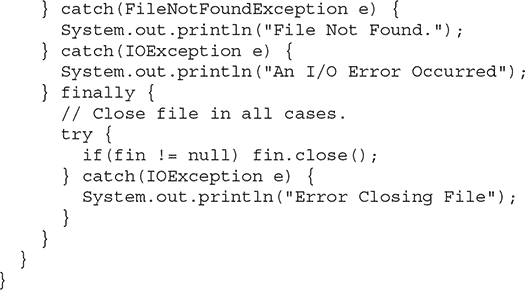 } catch(FileNotFoundException e) {
      System.out.println("File Not Found.");
    } catch(IOException e) {
      System.out.println("An I/O Error Occurred");
    } finally {
      // Close file in all cases.
      try {
        if(fin != null) fin.close();
      } catch(IOException e) {
        System.out.println("Error Closing File");
      }
    }
  }
}